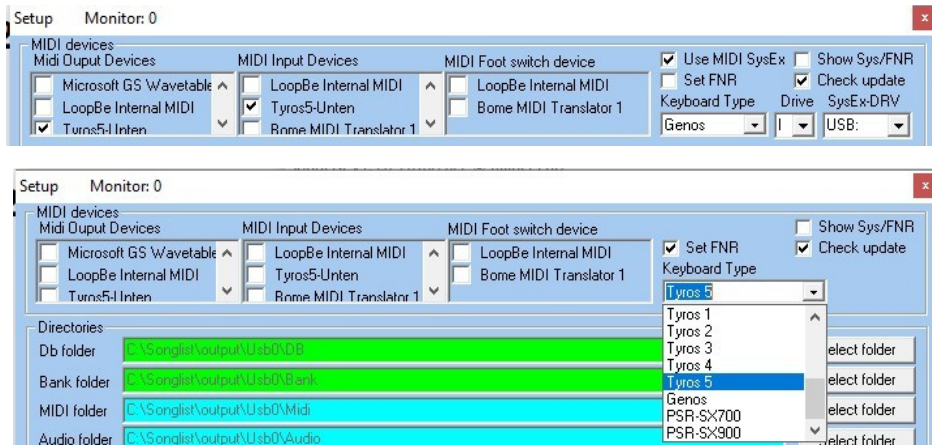 Setup Monitor: 0
MIDI devices
Midi Ouput Devices MIDI Input Devices MIDI Foot switch device Use MIDI SysEx Show Sys/FNR
Microsoft GS Wavetable LoopBe Internal MIDI LoopBe Internal MIDI Set FNR Check update
LoopBe Internal MIDI Tyros5-Unten Bome MIDI Translator 1 Keyboard Type Drive SysEx-DRV
Tyros5-Unten Bome MIDI Translator 1 Genos I USB:
Setup Monitor: 0
MIDI devices
Midi Ouput Devices MIDI Input Devices MIDI Foot switch device Show Sys/FNR
Microsoft GS Wavetable LoopBe Internal MIDI LoopBe Internal MIDI Set FNR Check update
LoopBe Internal MIDI Tyros5-Unten Bome MIDI Translator 1 Keyboard Type
Tyros5-Unten Bome MIDI Translator 1 Tyros 5
Tyros 1
Directories Tyros 2
Db folder C:\Songlist\output\Usb0\DB Tyros 3 elect folder
Tyros 4
Bank folder C:\Songlist\output\Usb0\Bank Tyros 5 elect folder
Genos
MIDI folder C:\Songlist\output\Usb0\Midi PSR-SX700 elect folder
PSR-SX900
Audio folder C:\Songlist\output\Usb0\Audio elect folder